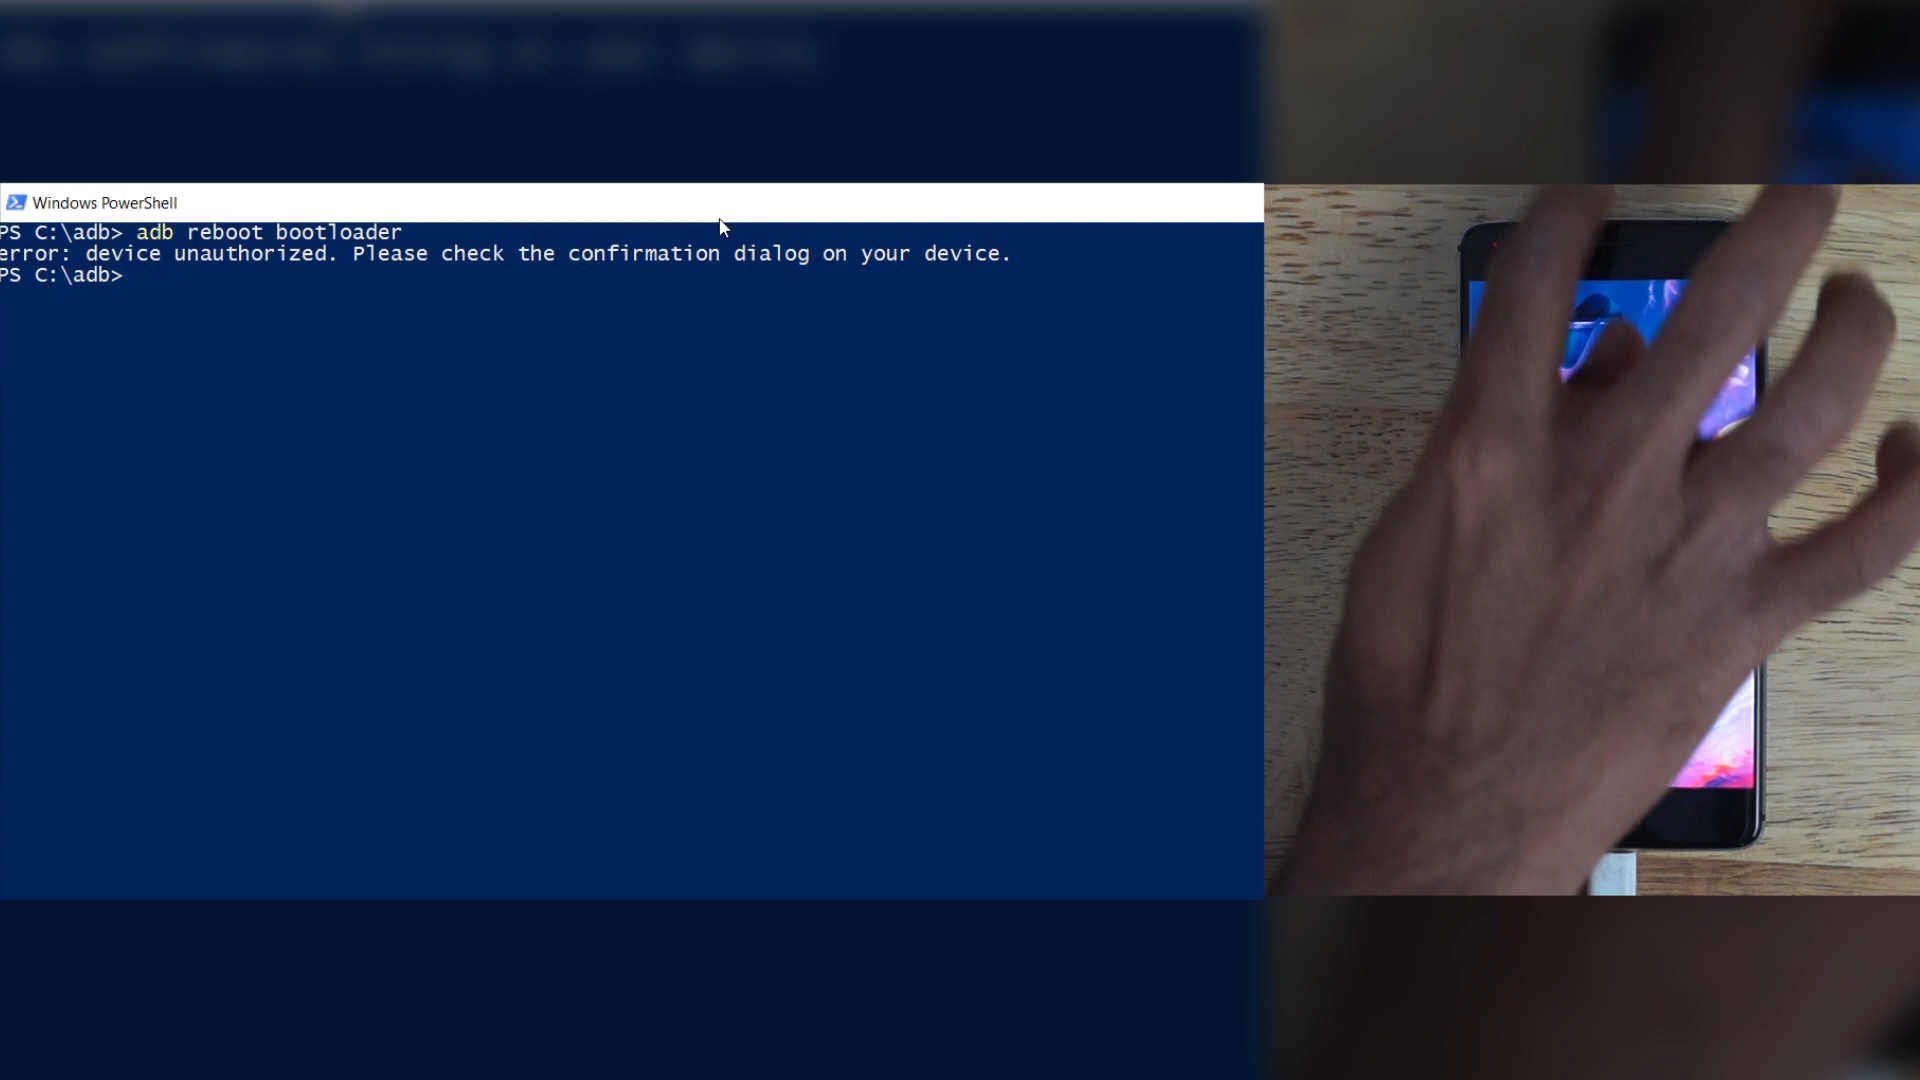 Windows PowerShell
PS C:\adb> adb reboot bootloader
error: device unauthorized. Please check the confirmation dialog on your device.
PS C:\adb>